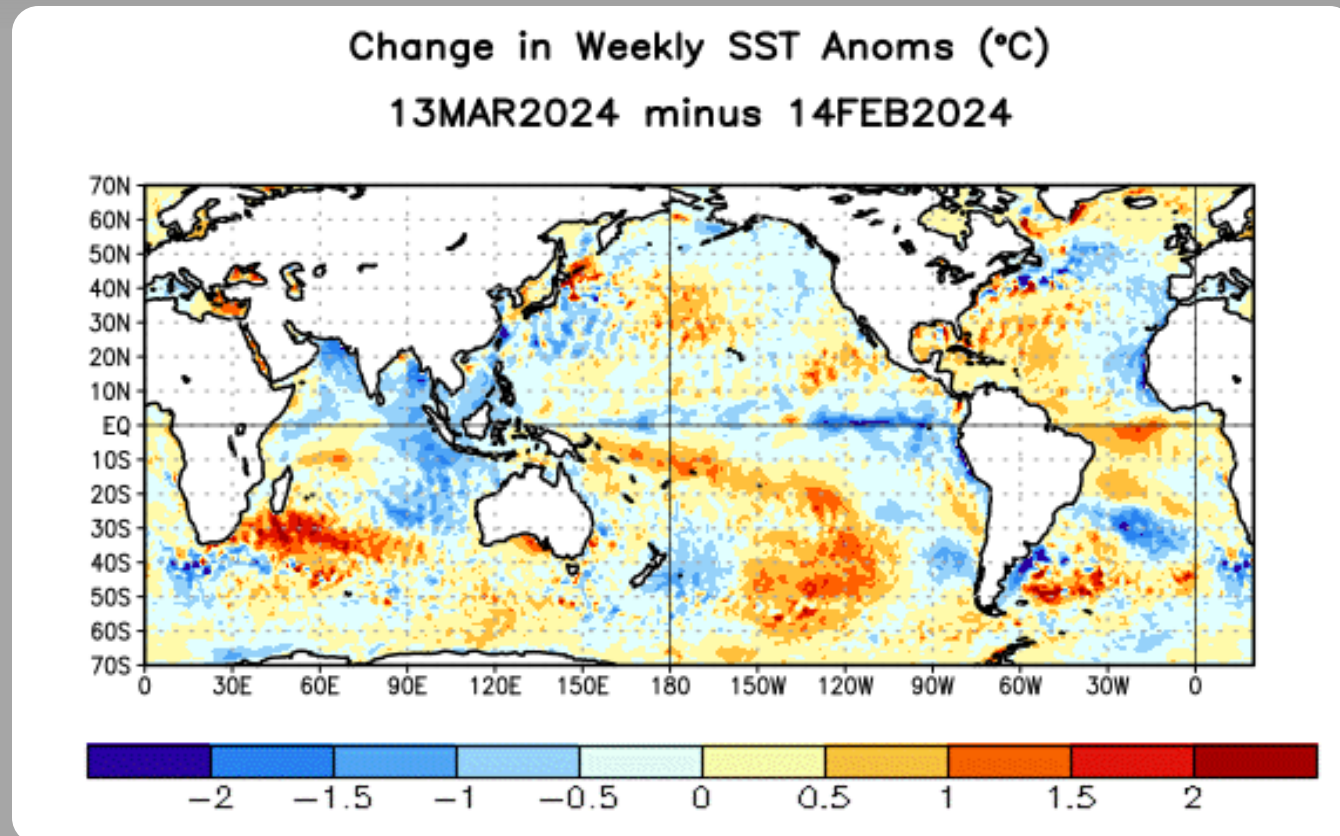 Change in Weekly SST Anoms (°C)
13MAR2024 minus 14FEB2024
70N
60N
50N
40N
30N
20N
10N
EQ
10S
20S
30S
40S
50S
60S
70S
0 30E 60E 90E 120E 150E 180 150W 120W 90W 60W 30W 0
−2 −1.5 −1 −0.5 0 0.5 1 1.5 2